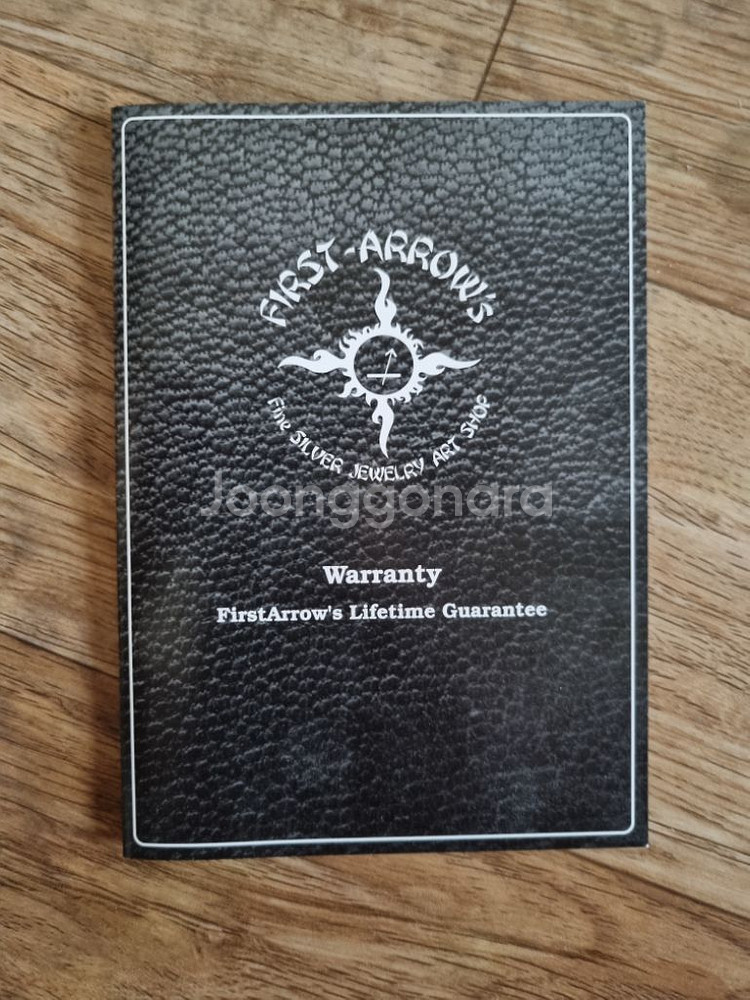 FIRST-ARROW's
Fine SILVER JEWELRY ART SHOP
Joonggonara
Warranty
FirstArrow's Lifetime Guarantee